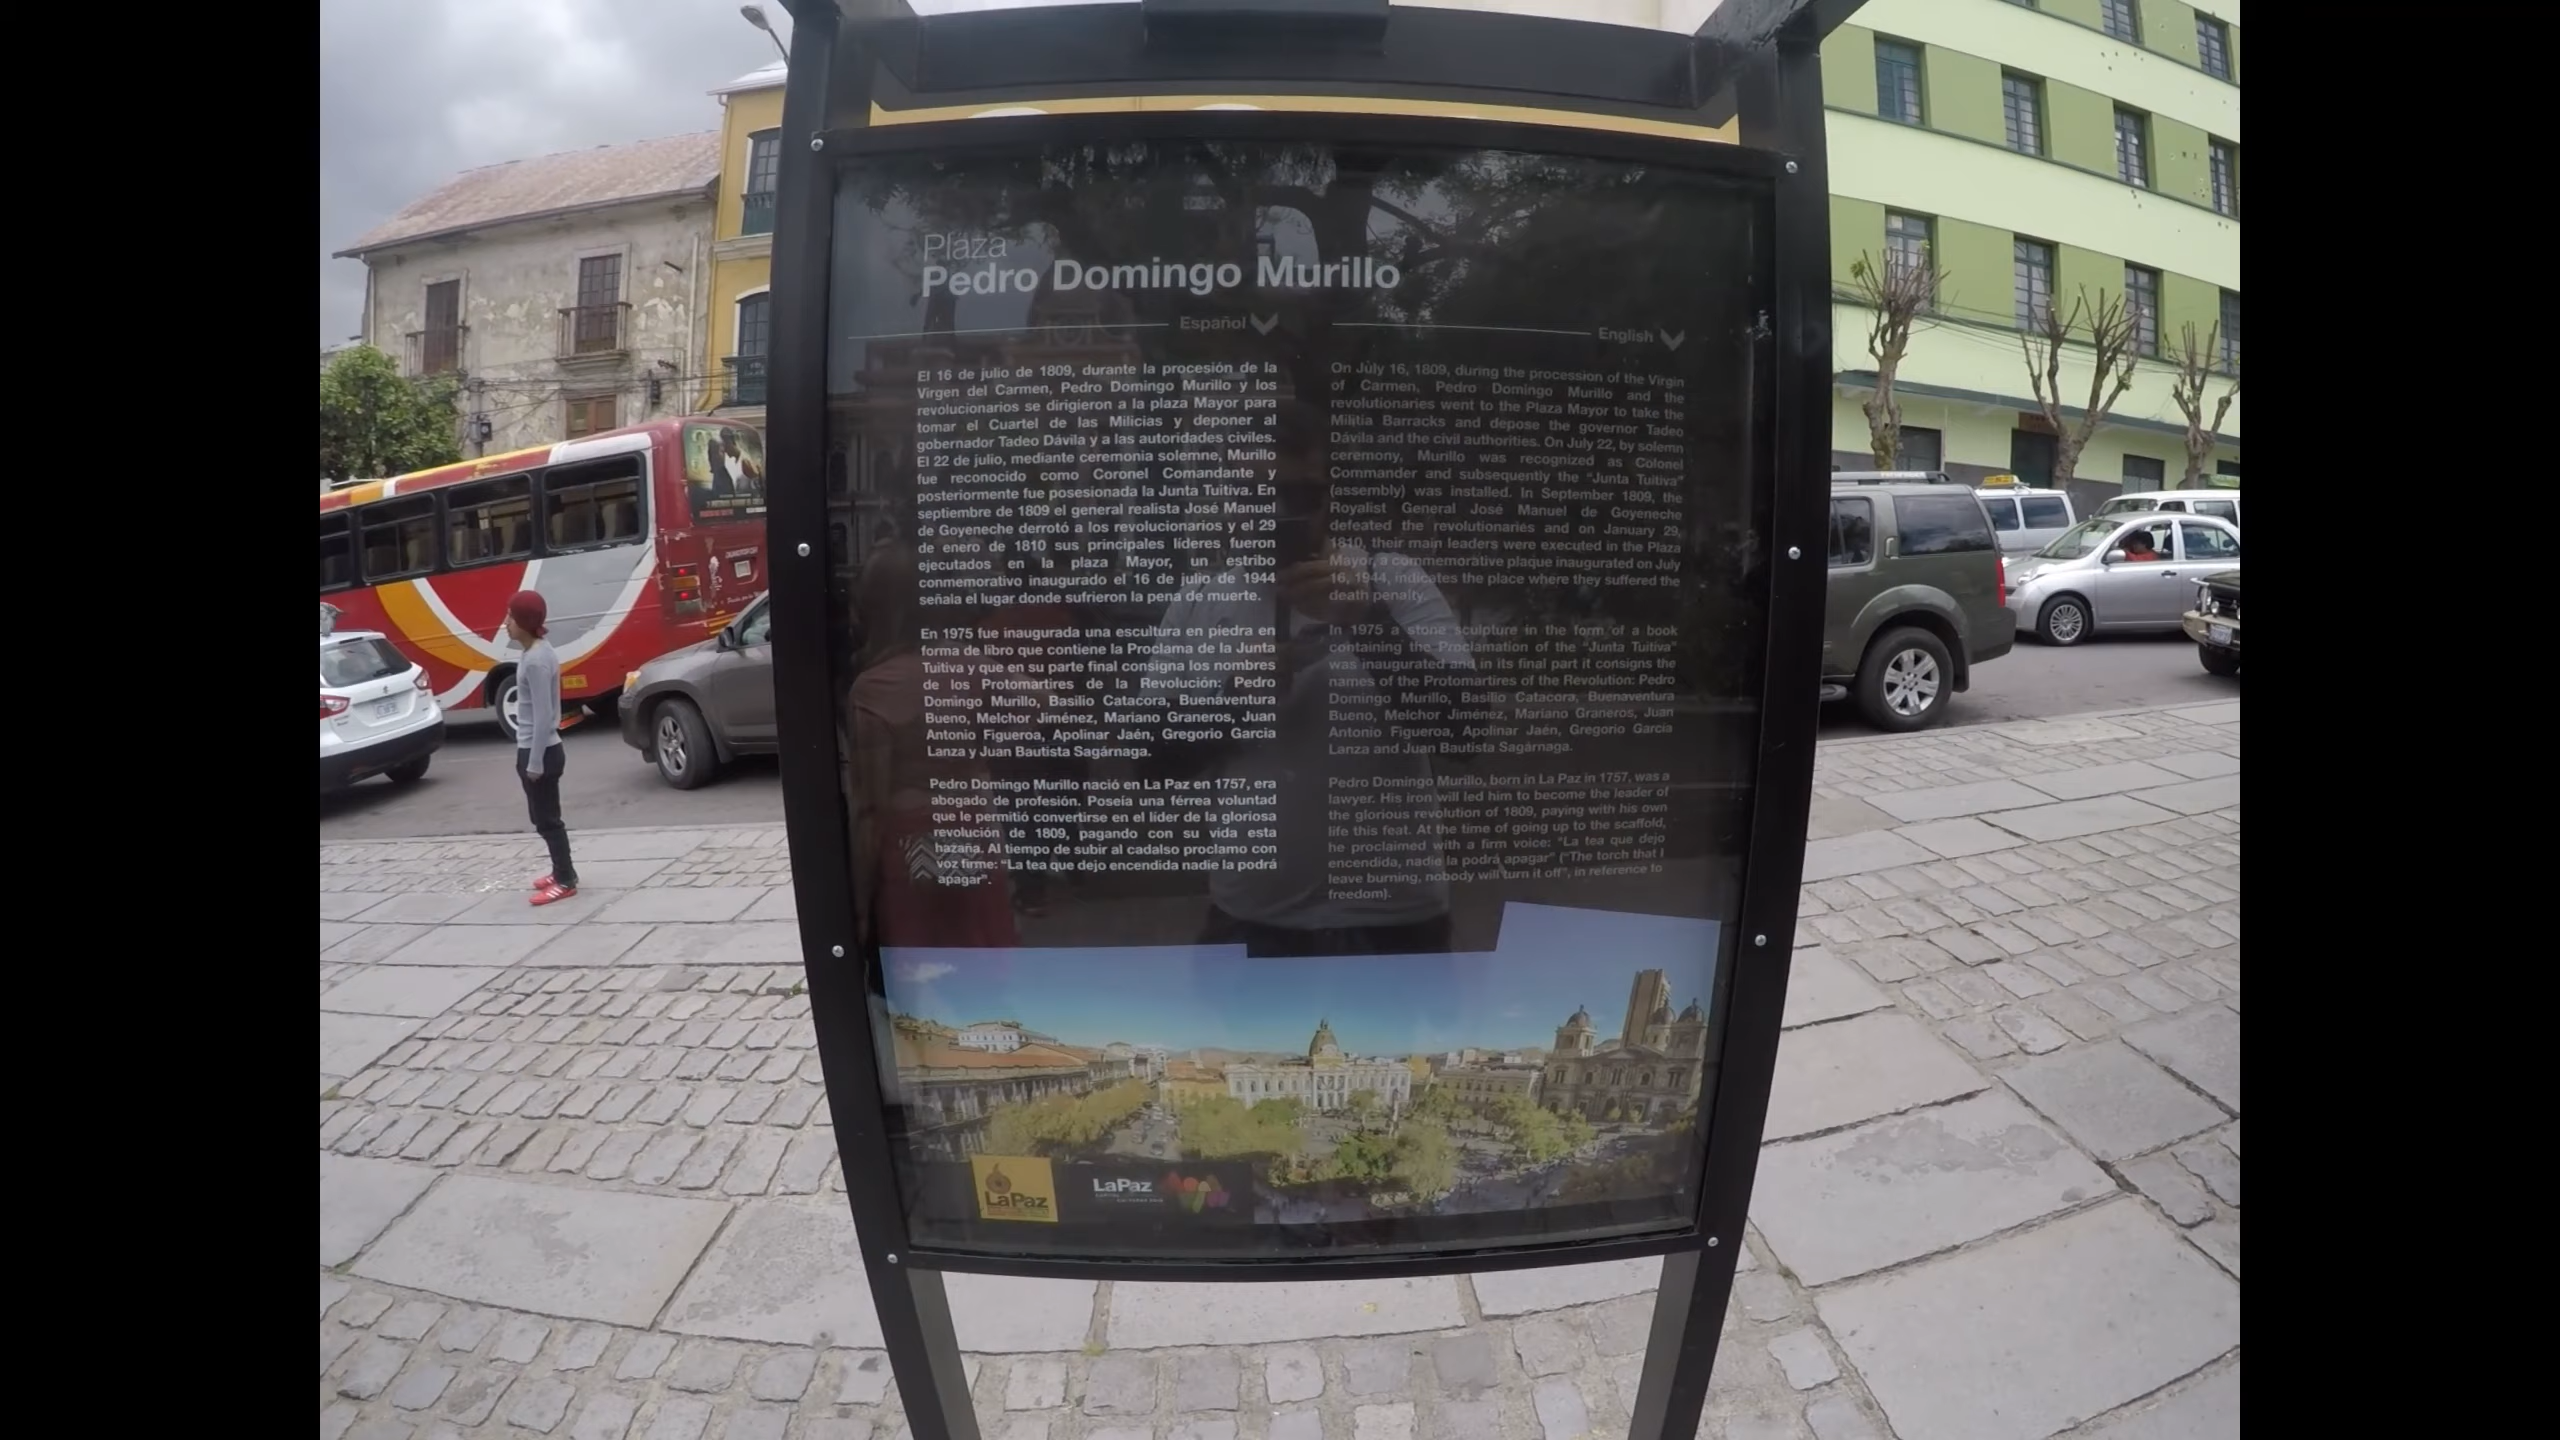 Plaza
Pedro Domingo Murillo
Español
El 16 de julio de 1809, durante la procesión de la
Virgen del Carmen, Pedro Domingo Murillo y los
revolucionarios se dirigieron a la plaza Mayor para
tomar el Cuartel de las Milicias y deponer al
gobernador Tadeo Dávila y a las autoridades civiles.
El 22 de julio, mediante ceremonia solemne, Murillo
fue reconocido como Coronel Comandante y
posteriormente fue posesionada la Junta Tuitiva. En
septiembre de 1809 el general realista José Manuel
de Goyeneche derrotó a los revolucionarios y el 29
de enero de 1810 sus principales líderes fueron
ejecutados en la plaza Mayor, un estribo
conmemorativo inaugurado el 16 de julio de 1944
señala el lugar donde sufrieron la pena de muerte.
En 1975 fue inaugurada una escultura en piedra en
forma de libro que contiene la Proclama de la Junta
Tuitiva y que en su parte final consigna los nombres
de los Protomartires de la Revolución: Pedro
Domingo Murillo, Basilio Catacora, Buenaventura
Bueno, Melchor Jiménez, Mariano Graneros, Juan
Antonio Figueroa, Apolinar Jaén, Gregorio García
Lanza y Juan Bautista Sagárnaga.
Pedro Domingo Murillo nació en La Paz en 1757, era
abogado de profesión. Poseía una férrea voluntad
que le permitió convertirse en el líder de la gloriosa
revolución de 1809, pagando con su vida esta
hazaña. Al tiempo de subir al cadalso proclamo con
voz firme: "La tea que dejo encendida nadie la podrá
apagar".
English
On July 16, 1809, during the procession of the Virgin
of Carmen, Pedro Domingo Murillo and the
revolutionaries went to the Plaza Mayor to take the
Militia Barracks and depose the governor Tadeo
Dávila and the civil authorities. On July 22, by solemn
ceremony, Murillo was recognized as Colonel
Commander and subsequently the "Junta Tuitiva"
(assembly) was installed. In September 1809, the
Royalist General José Manuel de Goyeneche
defeated the revolutionaries and on January 29,
1810, their main leaders were executed in the Plaza
Mayor, a commemorative plaque inaugurated on July
16, 1944, indicates the place where they suffered the
death penalty.
In 1975 a stone sculpture in the form of a book
containing the Proclamation of the "Junta Tuitiva"
was inaugurated and in its final part it consigns the
names of the Protomartires of the Revolution: Pedro
Domingo Murillo, Basilio Catacora, Buenaventura
Bueno, Melchor Jiménez, Mariano Graneros, Juan
Antonio Figueroa, Apolinar Jaén, Gregorio García
Lanza and Juan Bautista Sagárnaga.
Pedro Domingo Murillo, born in La Paz in 1757, was a
lawyer. His iron will led him to become the leader of
the glorious revolution of 1809, paying with his own
life this feat. At the time of going up to the scaffold,
he proclaimed with a firm voice: "La tea que dejo
encendida, nadie la podrá apagar" ("The torch that I
leave burning, nobody will turn it off", in reference to
freedom).
LaPaz
LaPaz